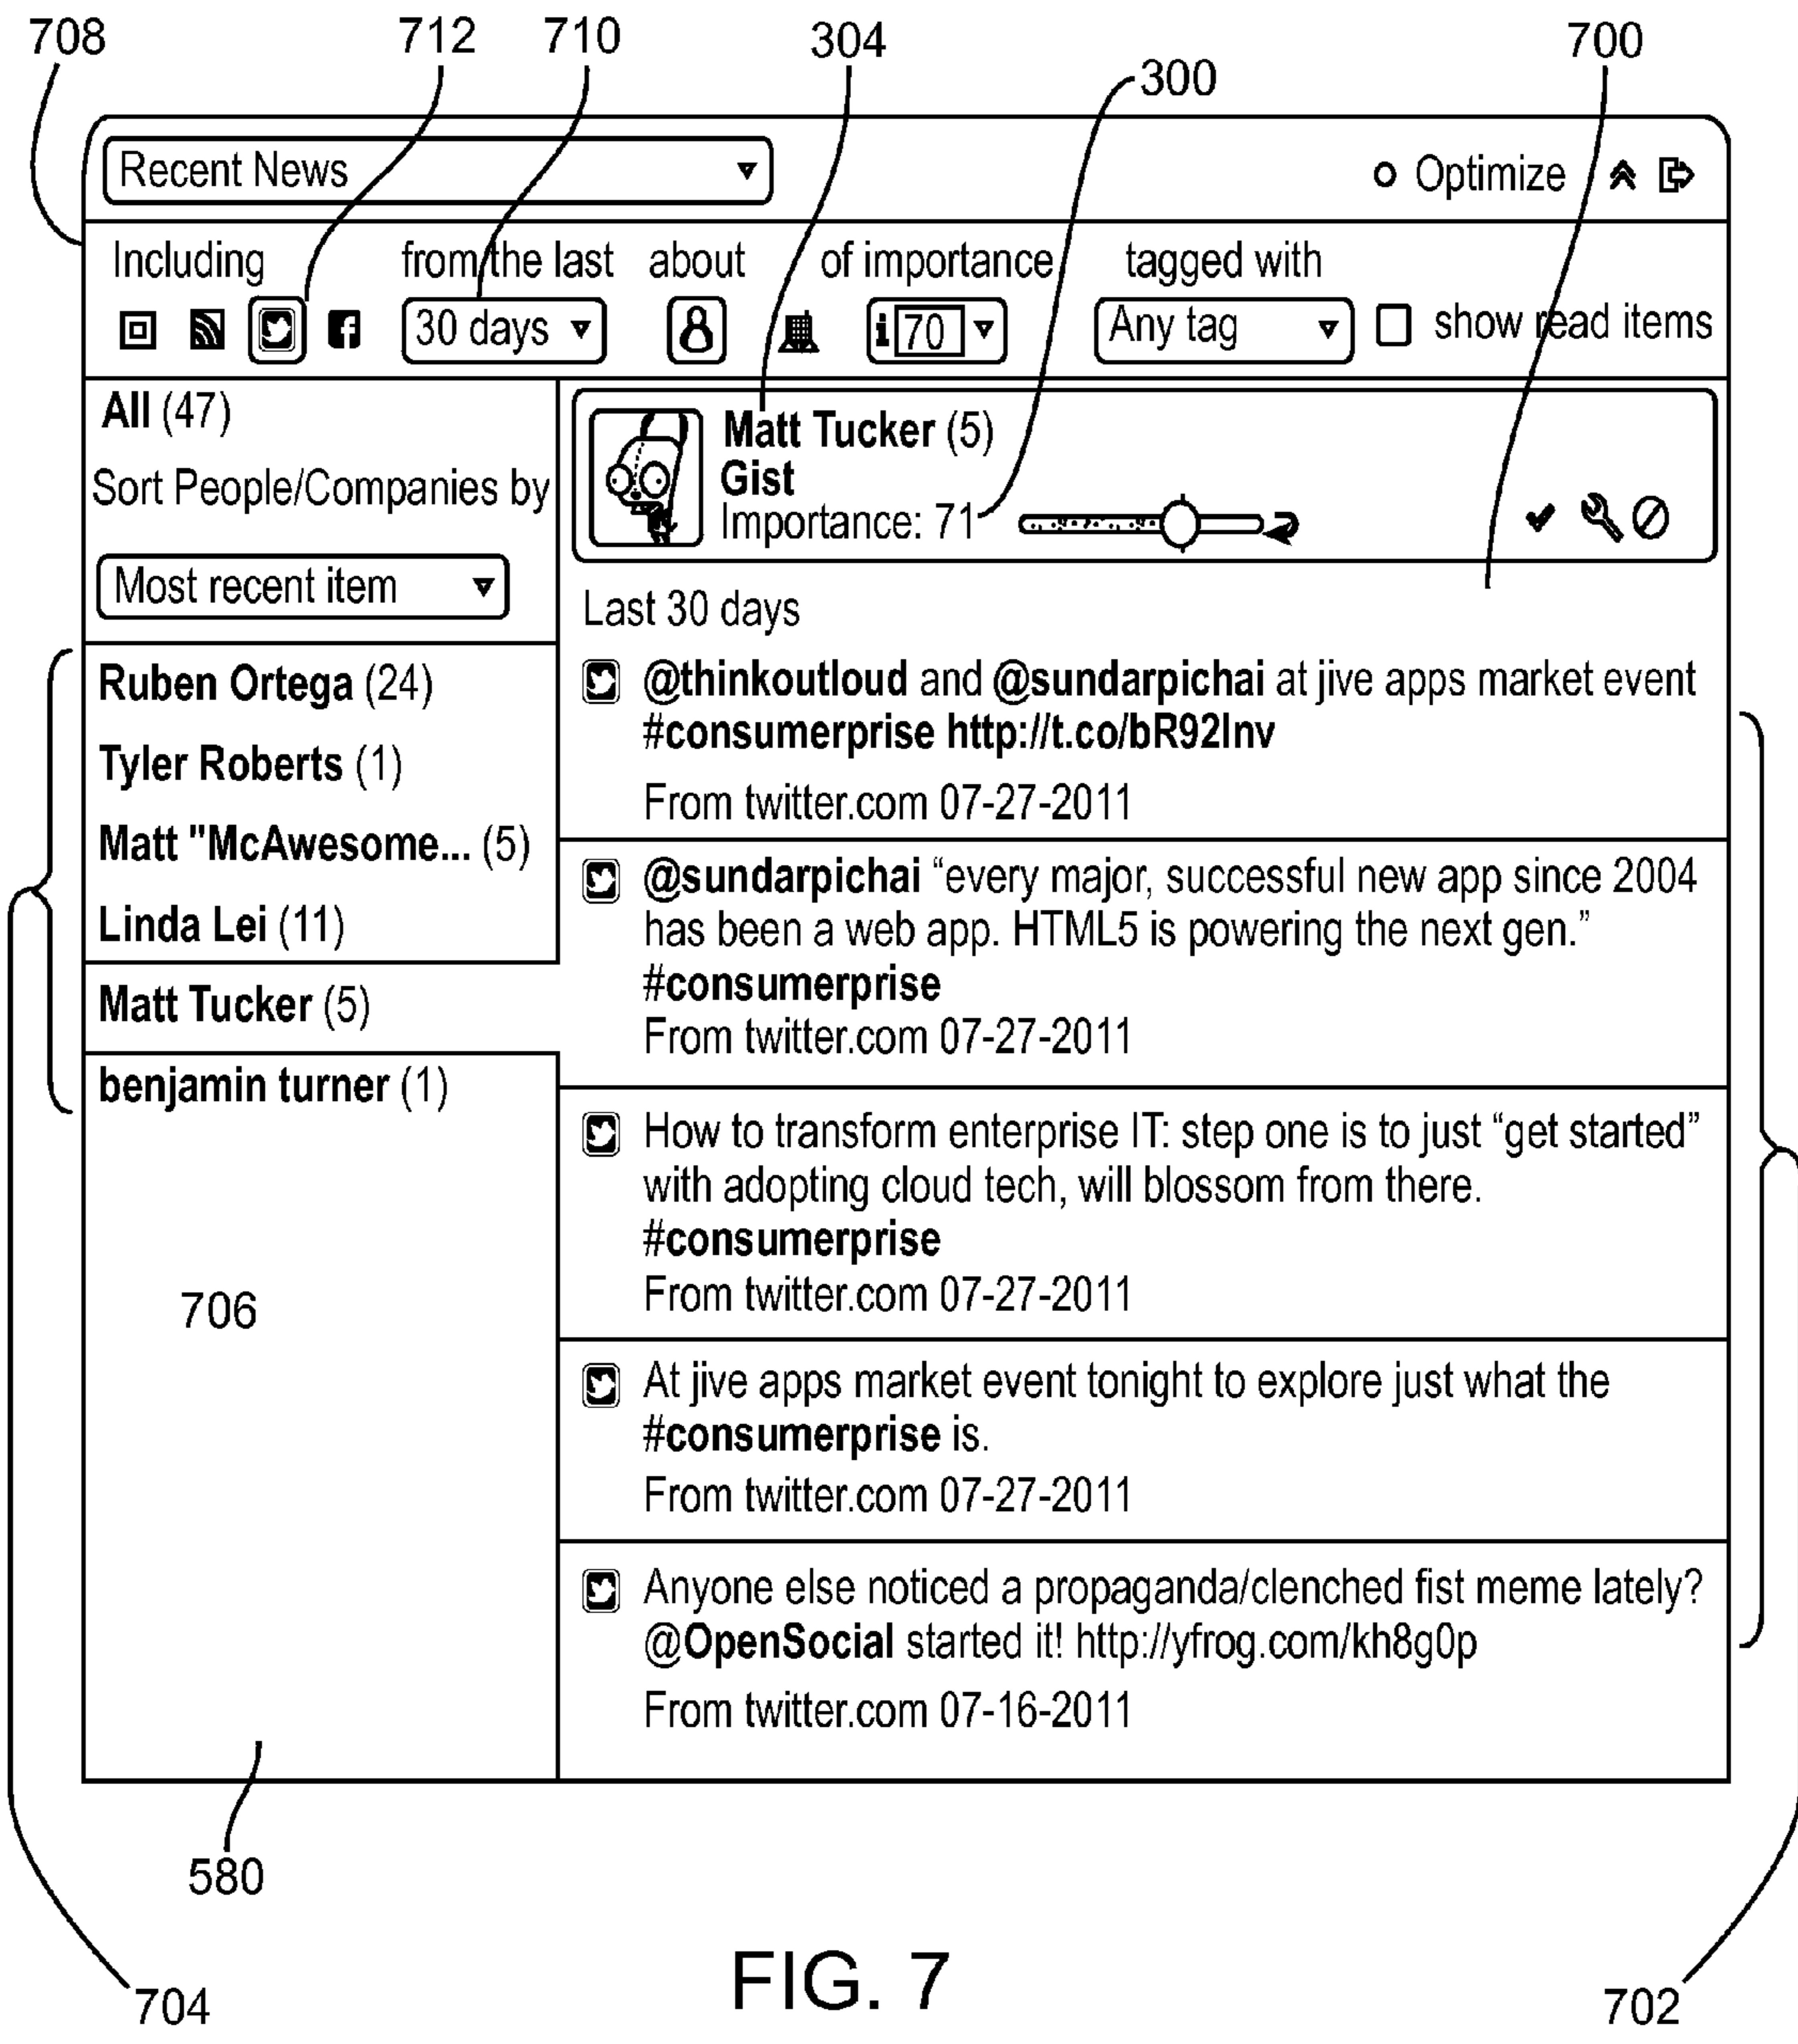 708 712 710 304 700
300
Recent News
Optimize
Including from the last about of importance tagged with
30 days i 70 Any tag show read items
All (47)
Sort People/Companies by
Most recent item
Matt Tucker (5)
Gist
Importance: 71
Last 30 days
Ruben Ortega (24)
Tyler Roberts (1)
Matt "McAwesome... (5)
Linda Lei (11)
Matt Tucker (5)
benjamin turner (1)
706
@thinkoutloud and @sundarpichai at jive apps market event
#consumerprise http://t.co/bR92lnv
From twitter.com 07-27-2011
@sundarpichai “every major, successful new app since 2004
has been a web app. HTML5 is powering the next gen.”
#consumerprise
From twitter.com 07-27-2011
How to transform enterprise IT: step one is to just “get started”
with adopting cloud tech, will blossom from there.
#consumerprise
From twitter.com 07-27-2011
At jive apps market event tonight to explore just what the
#consumerprise is.
From twitter.com 07-27-2011
Anyone else noticed a propaganda/clenched fist meme lately?
@OpenSocial started it! http://yfrog.com/kh8g0p
From twitter.com 07-16-2011
580
704
702
FIG. 7